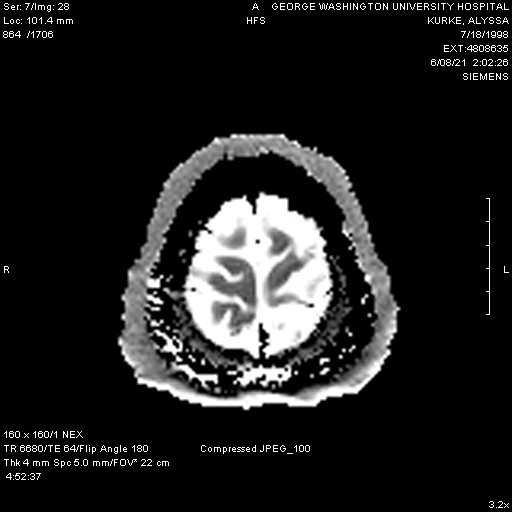 Ser: 7/Img: 28
Loc: 101.4 mm
864 /1706
A
HFS
GEORGE WASHINGTON UNIVERSITY HOSPITAL
KURKE, ALYSSA
7/18/1998
EXT:4808635
6/08/21 2:02:26
SIEMENS
R
L
160 x 160/1 NEX
TR 6680/TE 64/Flip Angle 180
Thk 4 mm Spc 5.0 mm/FOV* 22 cm
4:52:37
Compressed JPEG_100
3.2x